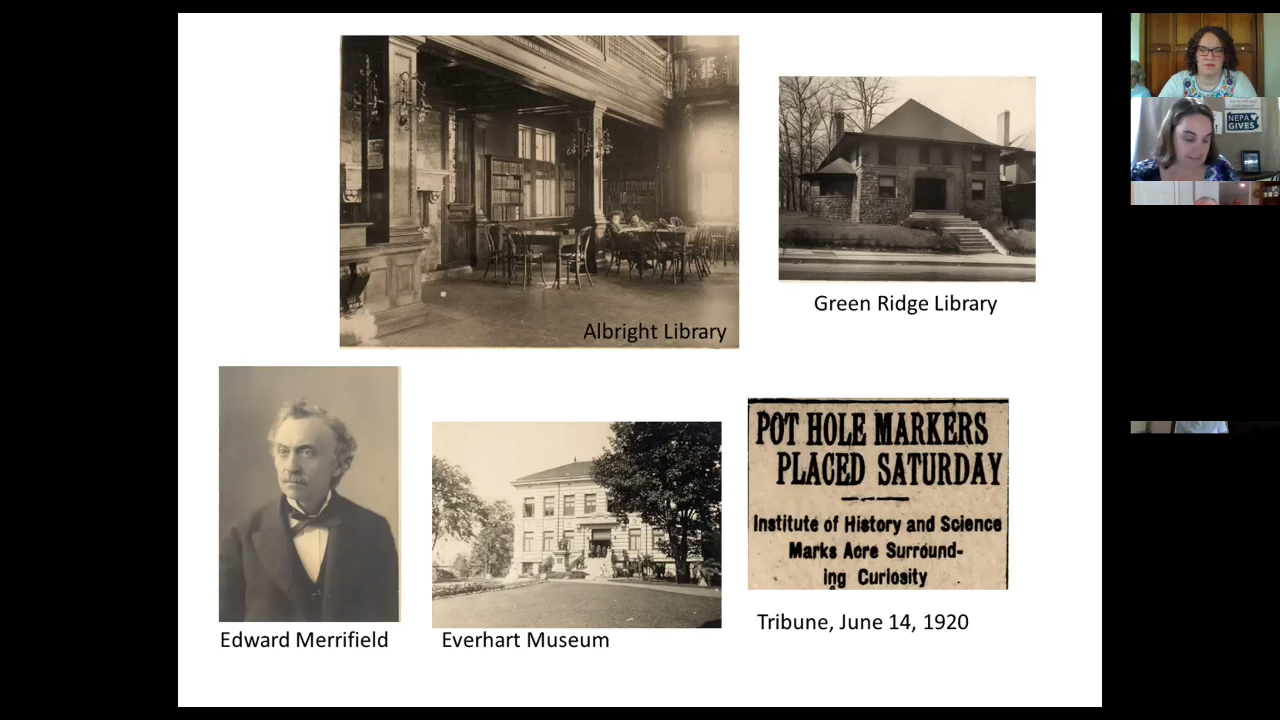 Albright Library
Green Ridge Library
Edward Merrifield
Everhart Museum
POT HOLE MARKERS
PLACED SATURDAY
Institute of History and Science
Marks Acre Surround-
ing Curiosity
Tribune, June 14, 1920
NEPA
GIVES